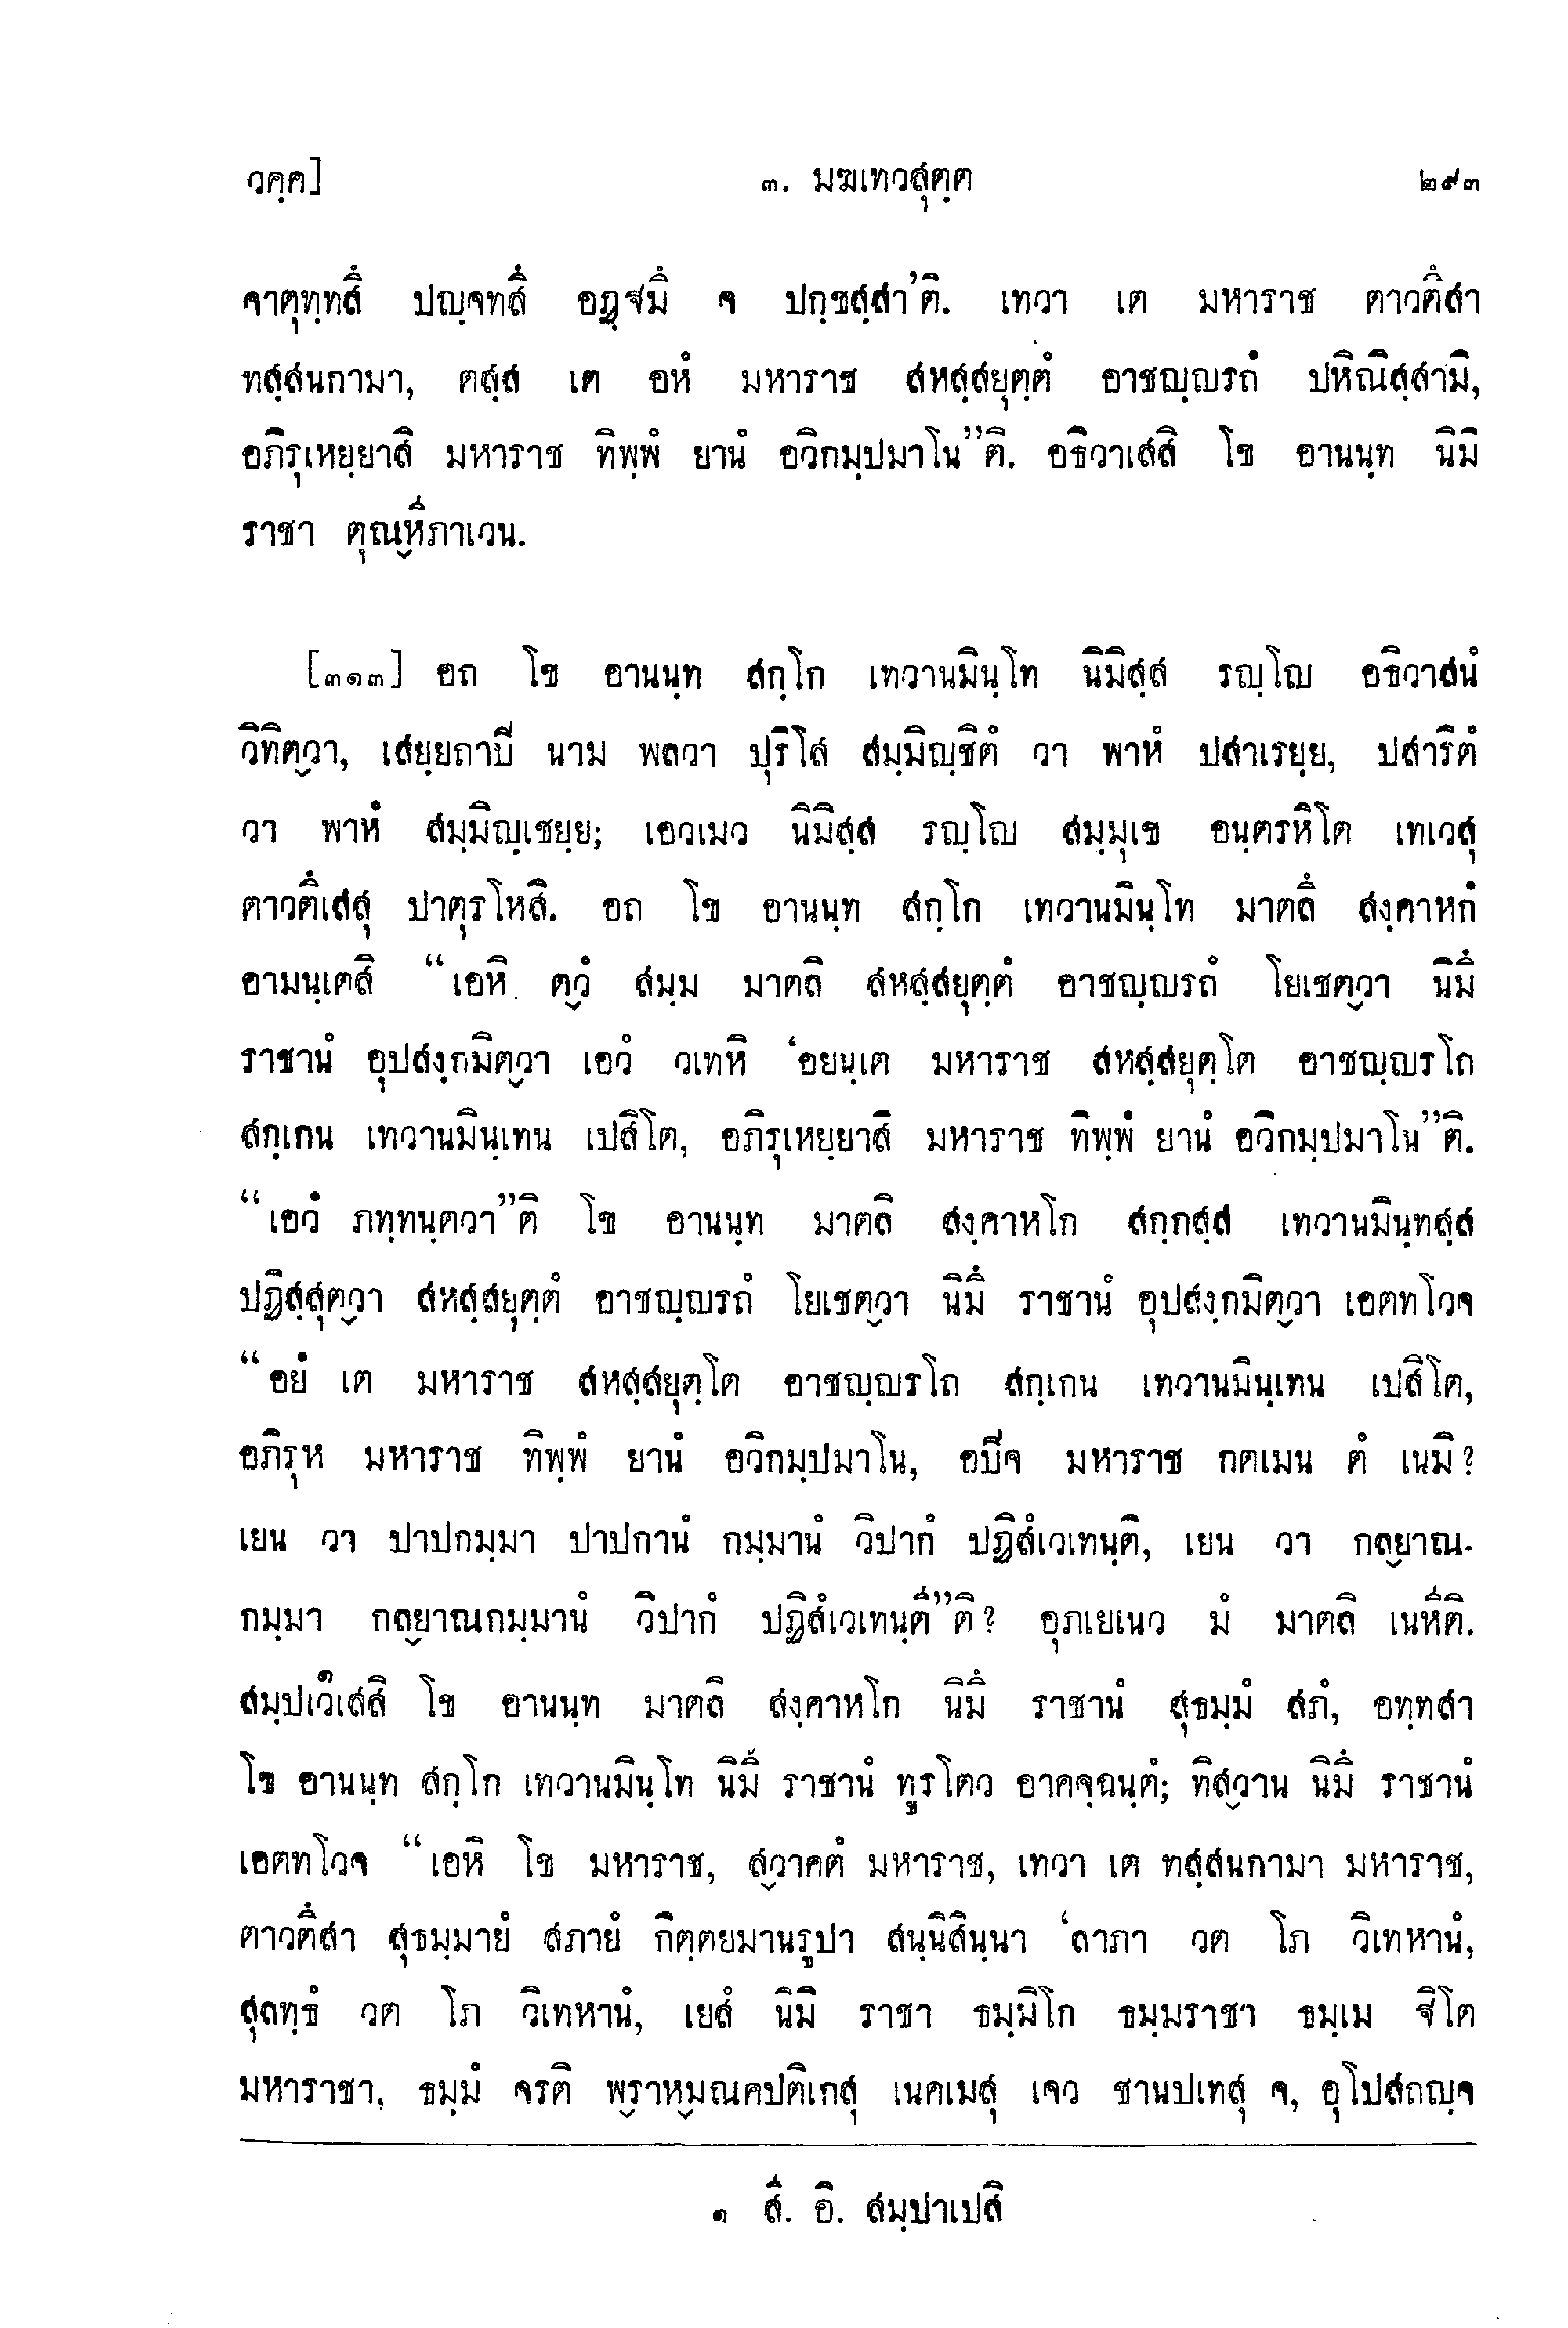 วคฺค]
๓. มฆเทวสุตฺต
๒๙๓
จาตุทฺทสึ ปญฺจทสึ อฏฺฐมึ จ ปกฺขสฺสา'ติ. เทวา เต มหาราช ตาวตึสา
ทสฺสนกามา, ตสฺส เต อหํ มหาราช สหสฺสยุตฺตํ อาชญฺญรถํ ปหิณิสฺสามิ,
อภิรุเหยฺยาสิ มหาราช ทิพฺพํ ยานํ อวิกมฺปมาโน”ติ. อธิวาเสสิ โข อานนฺท นิมิ
ราชา ตุณฺหีภาเวน.
[๓๑๓] อถ โข อานนฺท สกฺโก เทวานมินฺโท นิมิสฺส รญฺโญ อธิวาสนํ
วิทิตฺวา, เสยฺยถาปี นาม พลวา ปุริโส สมฺมิญฺชิตํ วา พาหํ ปสาเรยฺย, ปสาริตํ
วา พาหํ สมฺมิญฺเชยฺย; เอวเมว นิมิสฺส รญฺโญ สมฺมุเข อนฺตรหิโต เทเวสุ
ตาวตึเสสุ ปาตุรโหสิ. อถ โข อานนฺท สกฺโก เทวานมินฺโท มาตลึ สงฺคาหกํ
อามนฺเตสิ “เอหิ ตฺวํ สมฺม มาตลิ สหสฺสยุตฺตํ อาชญฺญรถํ โยเชตฺวา นิมึ
ราชานํ อุปสงฺกมิตฺวา เอวํ วเทหิ ‘อยนฺเต มหาราช สหสฺสยุตฺโต อาชญฺญรโถ
สกฺเกน เทวานมินฺเทน เปสิโต, อภิรุเหยฺยาสิ มหาราช ทิพฺพํ ยานํ อวิกมฺปมาโน”ติ.
“เอวํ ภทฺทนฺตวา”ติ โข อานนฺท มาตลิ สงฺคาหโก สกฺกสฺส เทวานมินฺทสฺส
ปฏิสฺสุตฺวา สหสฺสยุตฺตํ อาชญฺญรถํ โยเชตฺวา นิมึ ราชานํ อุปสงฺกมิตฺวา เอตทโวจ
“อยํ เต มหาราช สหสฺสยุตฺโต อาชญฺญรโถ สกฺเกน เทวานมินฺเทน เปสิโต,
อภิรุห มหาราช ทิพฺพํ ยานํ อวิกมฺปมาโน, อปีจ มหาราช กตเมน ตํ เนมิ?
เยน วา ปาปกมฺมา ปาปกานํ กมฺมานํ วิปากํ ปฏิสํเวเทนฺติ, เยน วา กลฺยาณ-
กมฺมา กลฺยาณกมฺมานํ วิปากํ ปฏิสํเวเทนฺตี”ติ? อุภเยเนว มํ มาตลิ เนหีติ.
สมฺปเวเสสิ๑ โข อานนฺท มาตลิ สงฺคาหโก นิมึ ราชานํ สุธมฺมํ สภํ, อทฺทสา
โข อานนฺท สกฺโก เทวานมินฺโท นิมึ ราชานํ ทูรโตว อาคจฺฉนฺตํ; ทิสฺวาน นิมึ ราชานํ
เอตทโวจ “เอหิ โข มหาราช, สฺวาคตํ มหาราช, เทวา เต ทสฺสนกามา มหาราช,
ตาวตึสา สุธมฺมายํ สภายํ กิตฺตยมานรูปา สนฺนิสินฺนา ‘ลาภา วต โภ วิเทหานํ,
สุลทฺธํ วต โภ วิเทหานํ, เยสํ นิมิ ราชา ธมฺมิโก ธมฺมราชา ธมฺเม ฐิโต
มหาราชา, ธมฺมํ จรติ พฺราหฺมณคปติเกสุ เนคเมสุ เจว ชานปเทสุ จ, อุโปสถญฺจ
๑ สี. อิ. สมฺปาเปสิ